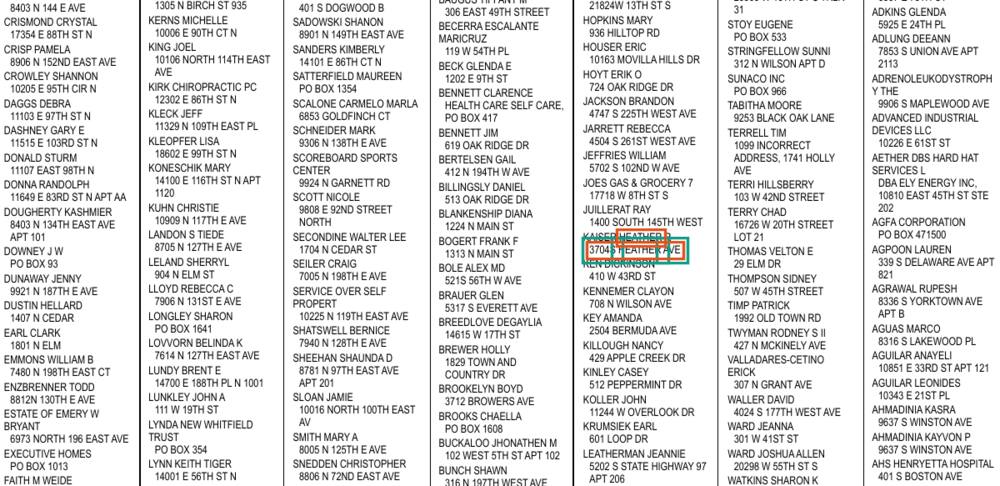 8403 N 144 E AVE
CRISMOND CRYSTAL
17354 E 88TH ST N
CRISP PAMELA
8906 N 152ND EAST AVE
CROWLEY SHANNON
10205 E 95TH CIR N
DAGGS DEBRA
11103 E 97TH ST N
DASHNEY GARY E
11515 E 103RD ST N
DONALD STURM
11107 EAST 98TH N
DONNA RANDOLPH
11649 E 83RD ST N APT AA
DOUGHERTY KASHMIER
8403 N 134TH EAST AVE
APT 101
DOWNEY J W
PO BOX 93
DUNAWAY JENNY
9921 N 187TH E AVE
DUSTIN HELLARD
1407 N CEDAR
EARL CLARK
1801 N ELM
EMMONS WILLIAM B
7480 N 198TH EAST CT
ENZBRENNER TODD
8812N 130TH E AVE
ESTATE OF EMERY W
BRYANT
6973 NORTH 196 EAST AVE
EXECUTIVE HOMES
PO BOX 1013
FAITH M WEIDE
1305 N BIRCH ST 935
KERNS MICHELLE
10006 E 90TH CT N
KING JOEL
10106 NORTH 114TH EAST
AVE
KIRK CHIROPRACTIC PC
12302 E 86TH ST N
KLECK JEFF
11329 N 109TH EAST PL
KLEOPFER LISA
18602 E 99TH ST N
KONESCHIK MARY
14100 E 116TH ST N APT
1120
KUHN CHRISTIE
10909 N 117TH E AVE
LANDON S TIEDE
8705 N 127TH E AVE
LELAND SHERRYL
904 N ELM ST
LLOYD REBECCA C
7906 N 131ST E AVE
LONGLEY SHARON
PO BOX 1641
LOVVORN BELINDA K
7614 N 127TH EAST AVE
LUNDY BRENT E
14700 E 188TH PL N 1001
LUNKLEY JOHN A
111 W 19TH ST
LYNDA NEW WHITFIELD
TRUST
PO BOX 354
LYNN KEITH TIGER
14001 E 56TH ST N
401 S DOGWOOD B
SADOWSKI SHANON
8901 N 149TH EAST AVE
SANDERS KIMBERLY
14101 E 86TH CT N
SATTERFIELD MAUREEN
PO BOX 1354
SCALONE CARMELO MARLA
6853 GOLDFINCH CT
SCHNEIDER MARK
9306 N 138TH E AVE
SCOREBOARD SPORTS
CENTER
9924 N GARNETT RD
SCOTT NICOLE
9808 E 92ND STREET
NORTH
SECONDINE WALTER LEE
1704 N CEDAR ST
SEILER CRAIG
7005 N 198TH E AVE
SERVICE OVER SELF
PROPERT
10225 N 119TH EAST AVE
SHATSWELL BERNICE
7940 N 128TH E AVE
SHEEHAN SHAUNDA D
8781 N 97TH EAST AVE
APT 201
SLOAN JAMIE
10016 NORTH 100TH EAST
AV
SMITH MARY A
8005 N 125TH E AVE
SNEDDEN CHRISTOPHER
8806 N 72ND EAST AVE
306 EAST 49TH STREET
BECERRA ESCALANTE
MARICRUZ
119 W 54TH PL
BECK GLENDA E
1202 E 9TH ST
BENNETT CLARENCE
HEALTH CARE SELF CARE,
PO BOX 417
BENNETT JIM
619 OAK RIDGE DR
BERTELSEN GAIL
412 N 194TH W AVE
BILLINGSLY DANIEL
513 OAK RIDGE DR
BLANKENSHIP DIANA
1224 N MAIN ST
BOGERT FRANK F
1313 N MAIN ST
BOLE ALEX MD
521S 56TH W AVE
BRAUER GLEN
5317 S EVERETT AVE
BREEDLOVE DEGAYLIA
14615 W 17TH ST
BREWER HOLLY
1829 TOWN AND
COUNTRY DR
BROOKELYN BOYD
3712 BROWERS AVE
BROOKS CHAELLA
PO BOX 1608
BUCKALOO JHONATHEN M
102 WEST 5TH ST APT 102
BUNCH SHAWN
316 N 197TH WEST AVE
21824W 13TH ST S
HOPKINS MARY
936 HILLTOP RD
HOUSER ERIC
10163 MOVILLA HILLS DR
HOYT ERIK O
724 OAK RIDGE DR
JACKSON BRANDON
4747 S 225TH WEST AVE
JARRETT REBECCA
4504 S 261ST WEST AVE
JEFFRIES WILLIAM
5702 S 102ND W AVE
JOES GAS & GROCERY 7
17718 W 8TH ST S
JUILLERAT RAY
1400 SOUTH 145TH WEST
KAISER HEATHER
3704S HEATHER AVE
KEN DICKINSON
410 W 43RD ST
KENNEMER CLAYON
708 N WILSON AVE
KEY AMANDA
2504 BERMUDA AVE
KILLOUGH NANCY
429 APPLE CREEK DR
KINLEY CASEY
512 PEPPERMINT DR
KOLLER JOHN
11244 W OVERLOOK DR
KRUMSIEK EARL
601 LOOP DR
LEATHERMAN JEANNIE
5202 S STATE HIGHWAY 97
APT 206
31
STOY EUGENE
PO BOX 533
STRINGFELLOW SUNNI
312 N WILSON APT D
SUNACO INC
PO BOX 966
TABITHA MOORE
9253 BLACK OAK LANE
TERRELL TIM
1099 INCORRECT
ADDRESS, 1741 HOLLY
AVE
TERRI HILLSBERRY
103 W 42ND STREET
TERRY CHAD
16726 W 20TH STREET
LOT 21
THOMAS VELTON E
29 ELM DR
THOMPSON SIDNEY
507 W 45TH STREET
TIMP PATRICK
1992 OLD TOWN RD
TWYMAN RODNEY S II
427 N MCKINELY AVE
VALLADARES-CETINO
ERICK
307 N GRANT AVE
WALLER DAVID
4024 S 177TH WEST AVE
WARD JEANNA
301 W 41ST ST
WARD JOSHUA ALLEN
20298 W 55TH ST S
WATKINS SHARON K
ADKINS GLENDA
5925 E 24TH PL
ADLUNG DEEANN
7853 S UNION AVE APT
2113
ADRENOLEUKODYSTROPH
Y THE
9906 S MAPLEWOOD AVE
ADVANCED INDUSTRIAL
DEVICES LLC
10226 E 61ST ST
AETHER DBS HARD HAT
SERVICES L
DBA ELY ENERGY INC,
10810 EAST 45TH ST STE
202
AGFA CORPORATION
PO BOX 471500
AGPOON LAUREN
339 S DELAWARE AVE APT
821
AGRAWAL RUPESH
8336 S YORKTOWN AVE
APT B
AGUAS MARCO
8316 S LAKEWOOD PL
AGUILAR ANAYELI
10851 E 33RD ST APT 121
AGUILAR LEONIDES
10343 E 21ST PL
AHMADINIA KASRA
9637 S WINSTON AVE
AHMADINIA KAYVON P
9637 S WINSTON AVE
AHS HENRYETTA HOSPITAL
401 S BOSTON AVE